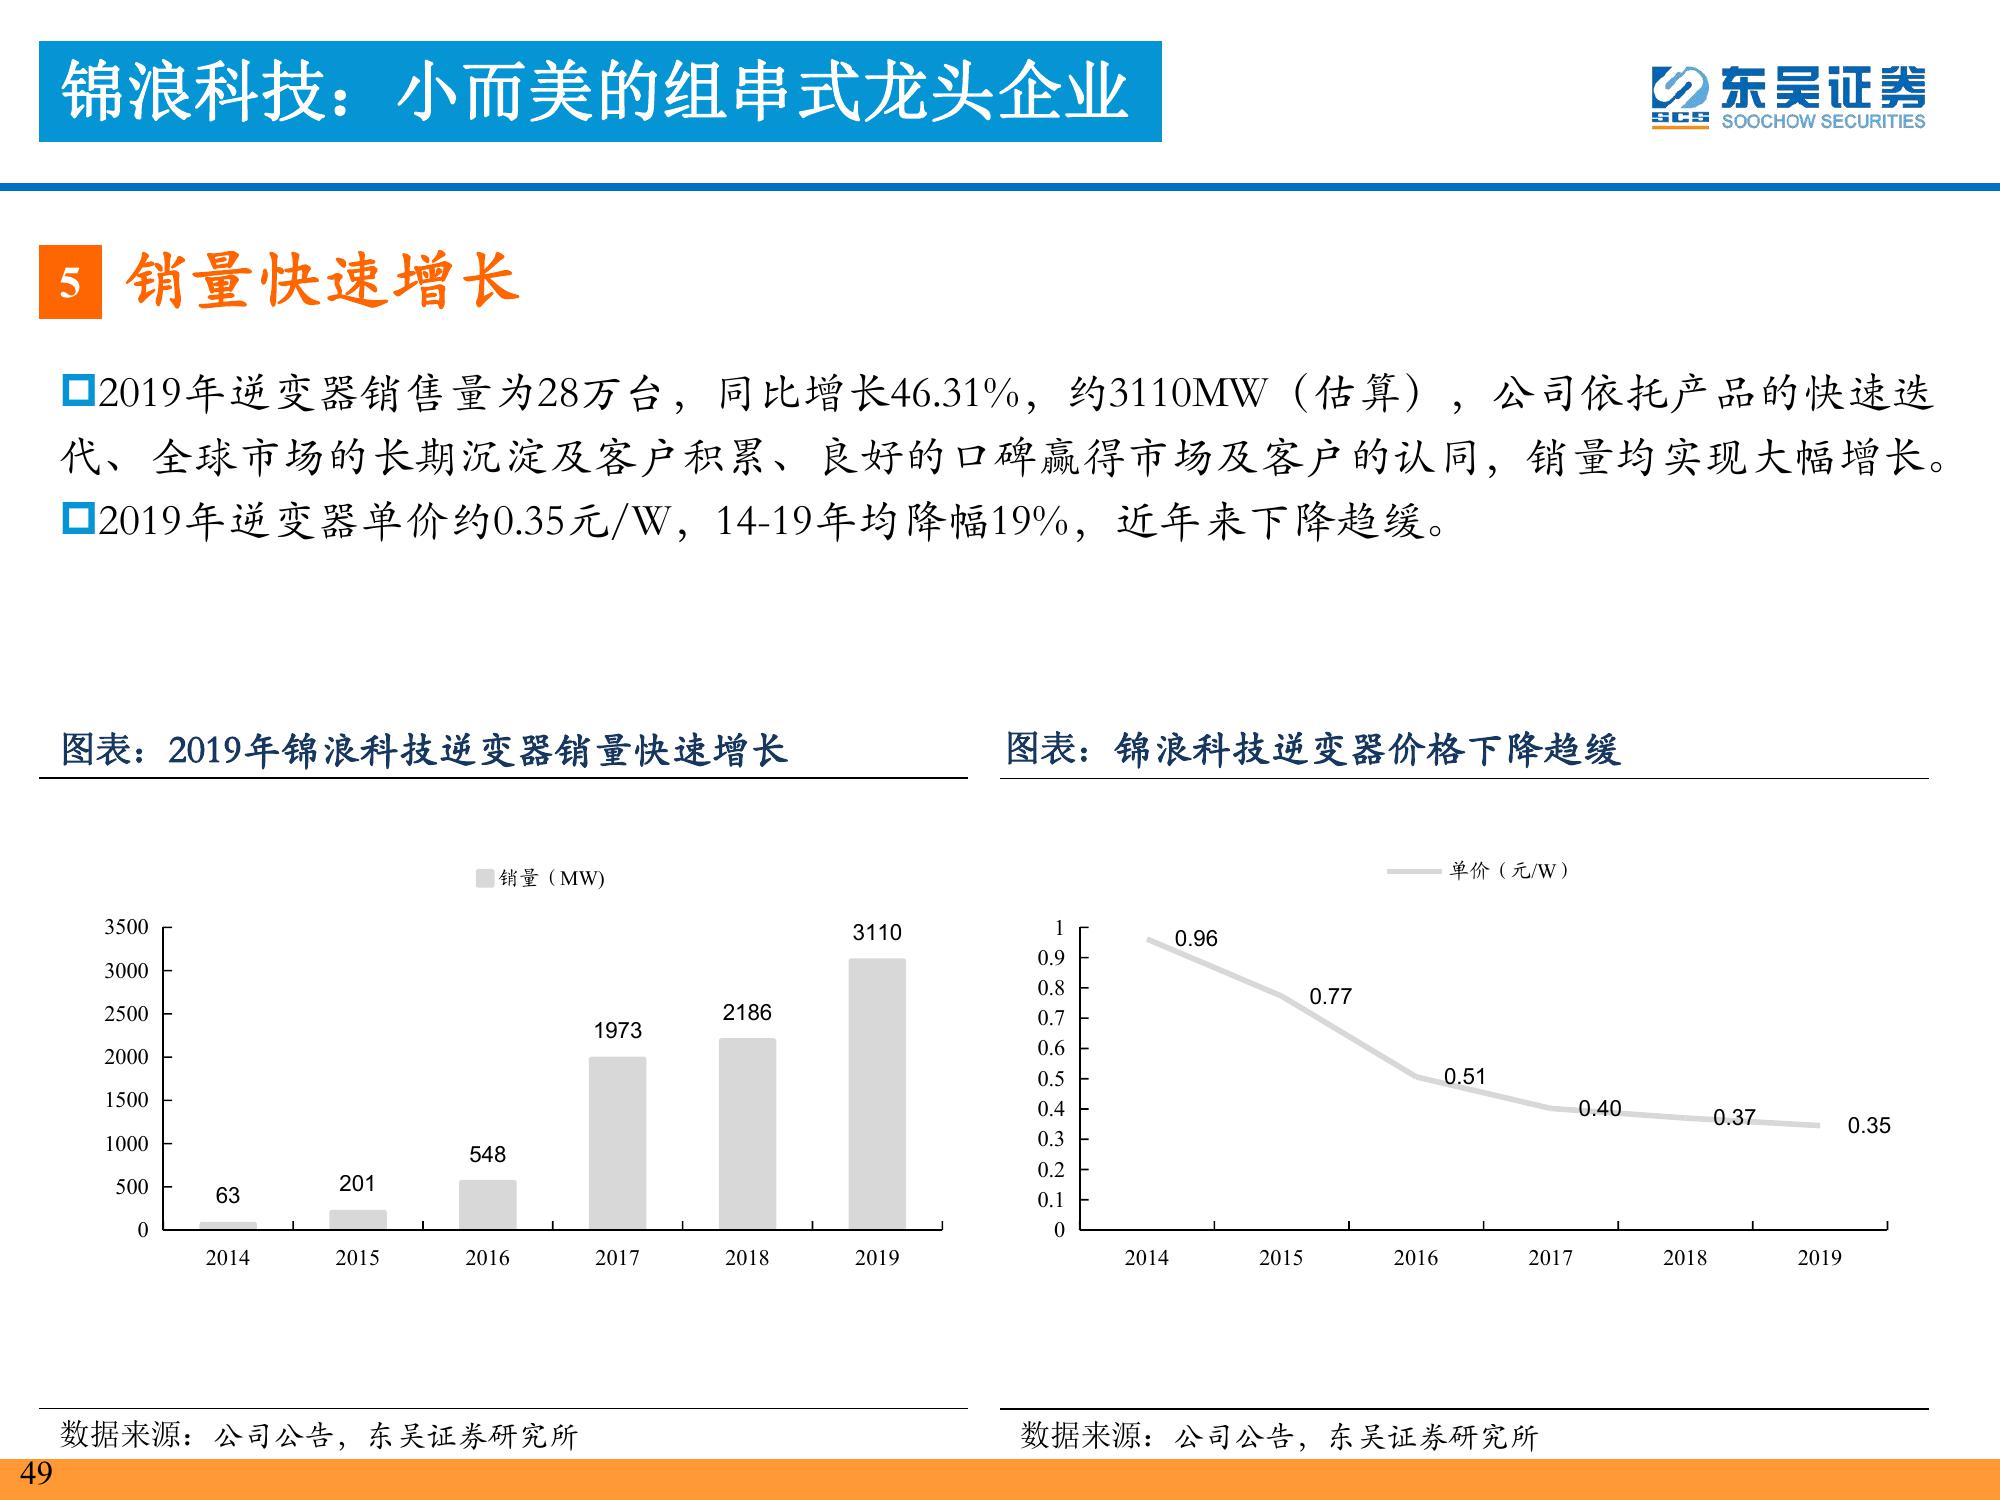 锦浪科技：小而美的组串式龙头企业
东吴证券
SCS
SOOCHOW SECURITIES
5 销量快速增长
2019年逆变器销售量为28万台，同比增长46.31%，约3110MW（估算），公司依托产品的快速迭
代、全球市场的长期沉淀及客户积累、良好的口碑赢得市场及客户的认同，销量均实现大幅增长。
2019年逆变器单价约0.35元/W，14-19年均降幅19%，近年来下降趋缓。
图表：2019年锦浪科技逆变器销量快速增长
销量（MW)
3500
3000
2500
2000
1500
1000
500
0
63
201
548
1973
2186
3110
2014 2015 2016 2017 2018 2019
数据来源：公司公告，东吴证券研究所
图表：锦浪科技逆变器价格下降趋缓
单价（元/W）
1
0.9
0.8
0.7
0.6
0.5
0.4
0.3
0.2
0.1
0
0.96
0.77
0.51
0.40
0.37
0.35
2014 2015 2016 2017 2018 2019
数据来源：公司公告，东吴证券研究所
49